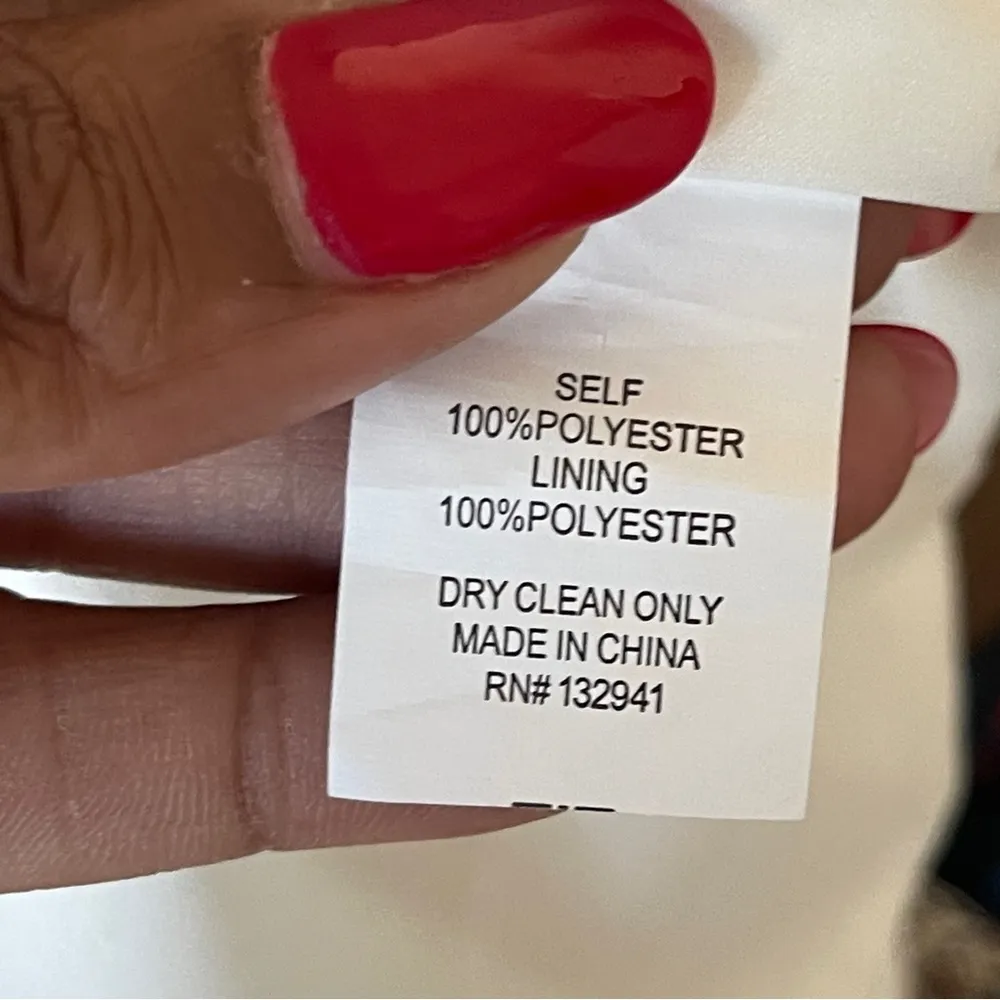 SELF
100%POLYESTER
LINING
100%POLYESTER
DRY CLEAN ONLY
MADE IN CHINA
RN# 132941